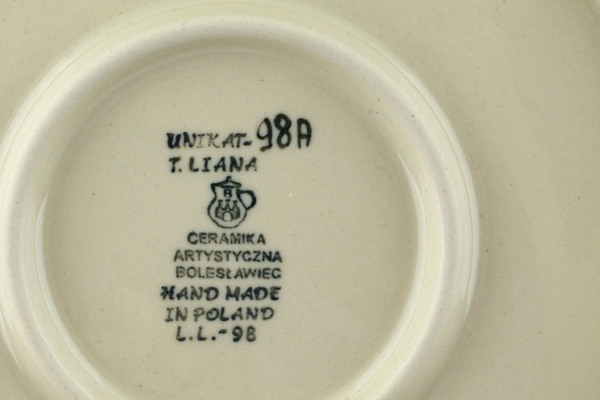 UNIKAT-98A
T. LIANA
B
CERAMIKA
ARTYSTYCZNA
BOLESŁAWIEC
HAND MADE
IN POLAND
L.L.-98